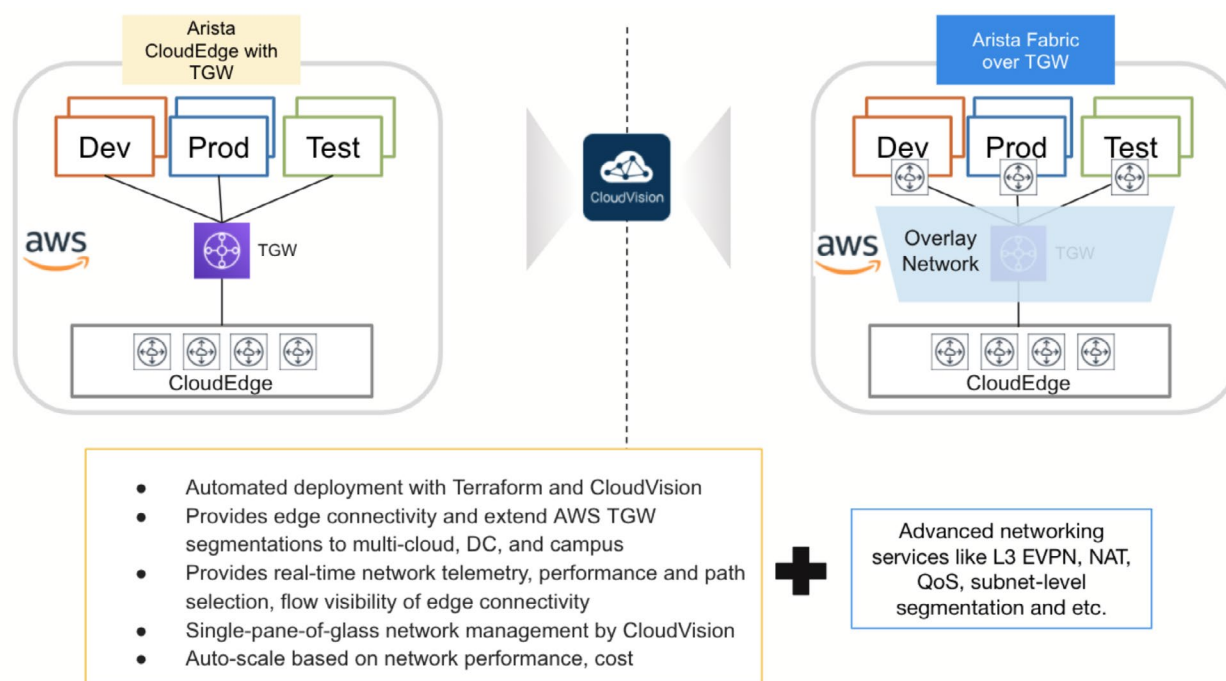 Arista
CloudEdge with
TGW
Dev
Prod
Test
aws
TGW
CloudEdge
CloudVision
Arista Fabric
over TGW
Dev
Prod
Test
aws
Overlay
Network
TGW
CloudEdge
● Automated deployment with Terraform and CloudVision
● Provides edge connectivity and extend AWS TGW
segmentations to multi-cloud, DC, and campus
● Provides real-time network telemetry, performance and path
selection, flow visibility of edge connectivity
● Single-pane-of-glass network management by CloudVision
● Auto-scale based on network performance, cost
Advanced networking
services like L3 EVPN, NAT,
QoS, subnet-level
segmentation and etc.